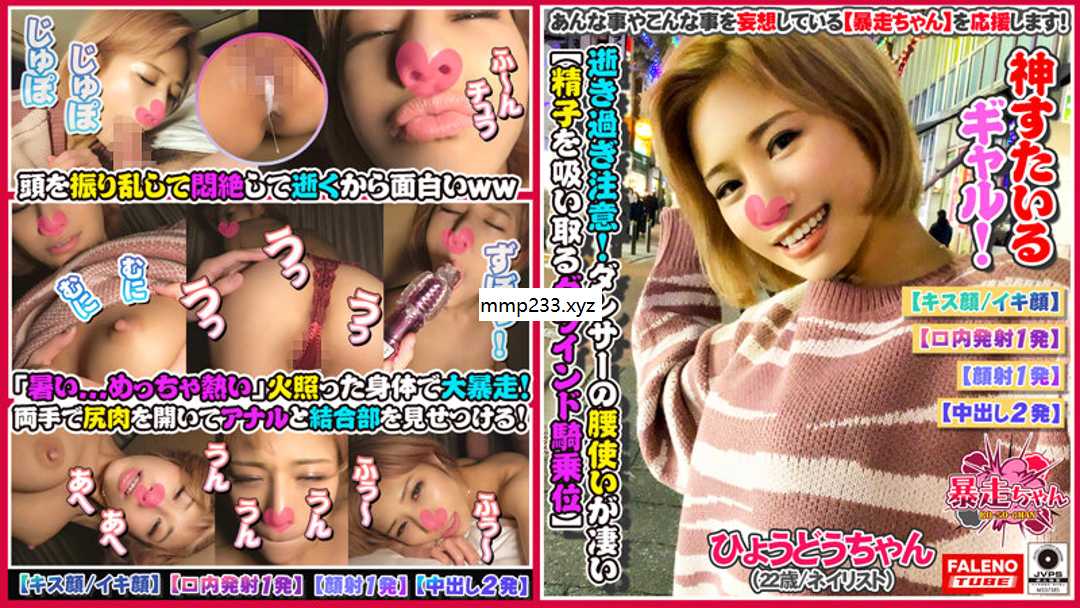 じゅぽ
じゅぽ
ふ〜ん
チュウ
頭を振り乱して悶絶して逝くから面白いww
むに
むに
うっ
うっ
うっ
「暑い...めっちゃ熱い」火照った身体で大暴走!
両手で尻肉を開いてアナルと結合部を見せつける!
あへ
あへ
うん
うん
うん
ふぅ〜
ふぅ〜
【キス顔/イキ顔】【口内発射1発】【顔射1発】【中出し2発】
mmp233.xyz
あんな事やこんな事を妄想している【暴走ちゃん】を応援します!
神すたいる
ギャル!
逝き過ぎ注意!ダンサーの腰使いが凄い
【精子を吸い取るグラインド騎乗位】
【キス顔/イキ顔】
【口内発射1発】
【顔射1発】
【中出し2発】
暴走ちゃん
BO-SO-CHAN
ひょうどうちゃん
(22歳/ネイリスト)
FALENO
TUBE
JVPS